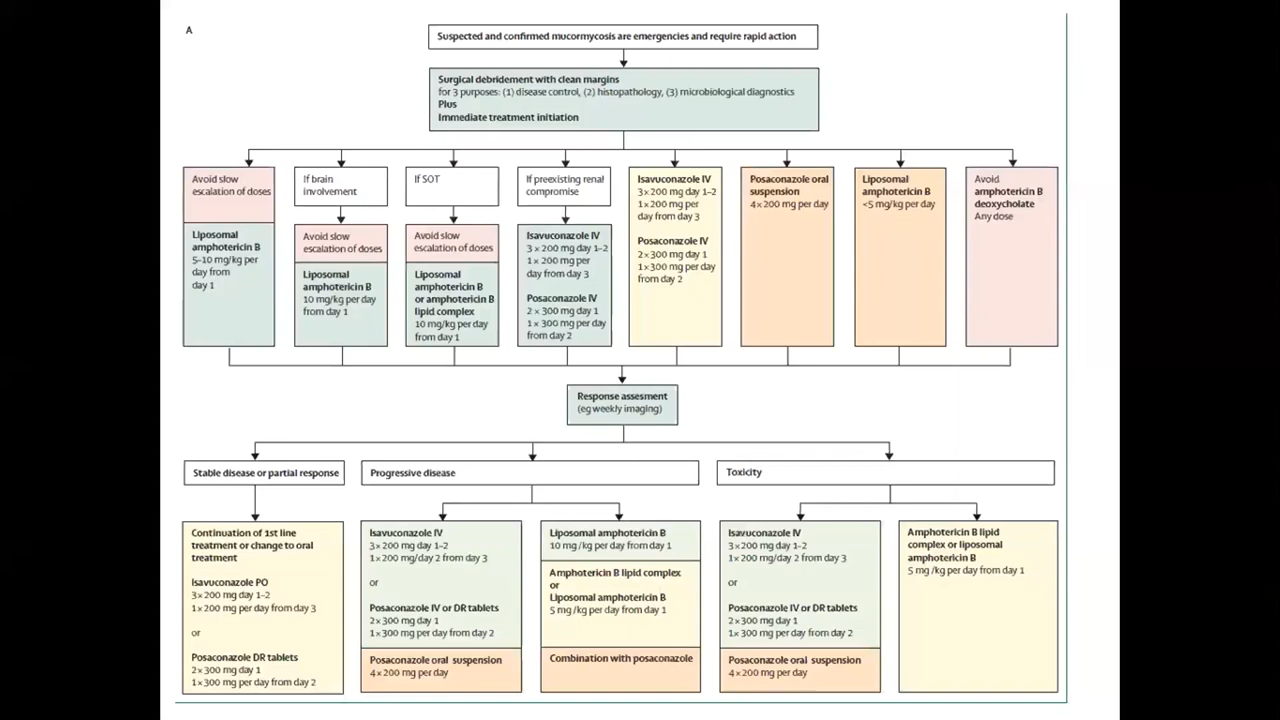 A
Suspected and confirmed mucormycosis are emergencies and require rapid action
Surgical debridement with clean margins
for 3 purposes: (1) disease control, (2) histopathology, (3) microbiological diagnostics
Plus
Immediate treatment initiation
Avoid slow
escalation of doses
Liposomal
amphotericin B
5–10 mg/kg per
day from
day 1
If brain
involvement
Avoid slow
escalation of doses
Liposomal
amphotericin B
10 mg/kg per day
from day 1
If SOT
Avoid slow
escalation of doses
Liposomal
amphotericin B
or amphotericin B
lipid complex
10 mg/kg per day
from day 1
If preexisting renal
compromise
Isavuconazole IV
3 × 200 mg day 1–2
1 × 200 mg per
day from day 3
Posaconazole IV
2 × 300 mg day 1
1 × 300 mg per day
from day 2
Isavuconazole IV
3 × 200 mg day 1–2
1 × 200 mg per
day from day 3
Posaconazole IV
2 × 300 mg day 1
1 × 300 mg per day
from day 2
Posaconazole oral
suspension
4 × 200 mg per day
Liposomal
amphotericin B
<5 mg/kg per day
Avoid
amphotericin B
deoxycholate
Any dose
Response assesment
(eg weekly imaging)
Stable disease or partial response
Continuation of 1st line
treatment or change to oral
treatment
Isavuconazole PO
3 × 200 mg day 1–2
1 × 200 mg per day from day 3
or
Posaconazole DR tablets
2 × 300 mg day 1
1 × 300 mg per day from day 2
Progressive disease
Isavuconazole IV
3 × 200 mg day 1–2
1 × 200 mg/day 2 from day 3
or
Posaconazole IV or DR tablets
2 × 300 mg day 1
1 × 300 mg per day from day 2
Posaconazole oral suspension
4 × 200 mg per day
Liposomal amphotericin B
10 mg /kg per day from day 1
Amphotericin B lipid complex
or
Liposomal amphotericin B
5 mg /kg per day from day 1
Combination with posaconazole
Toxicity
Isavuconazole IV
3 × 200 mg day 1–2
1 × 200 mg/day 2 from day 3
or
Posaconazole IV or DR tablets
2 × 300 mg day 1
1 × 300 mg per day from day 2
Posaconazole oral suspension
4 × 200 mg per day
Amphotericin B lipid
complex or liposomal
amphotericin B
5 mg /kg per day from day 1